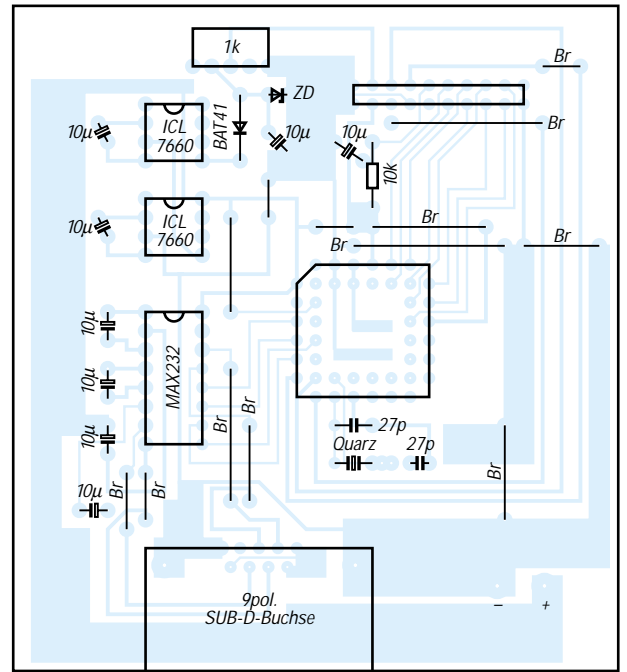 1k
Br
ZD
10µ
ICL
7660
BAT41
10µ
10µ
Br
10k
10µ
ICL
7660
Br
Br
Br
10µ
MAX232
10µ
10µ
Br
Br
27p
Quarz
27p
10µ
Br
Br
Br
9pol.
SUB-D-Buchse
–
+